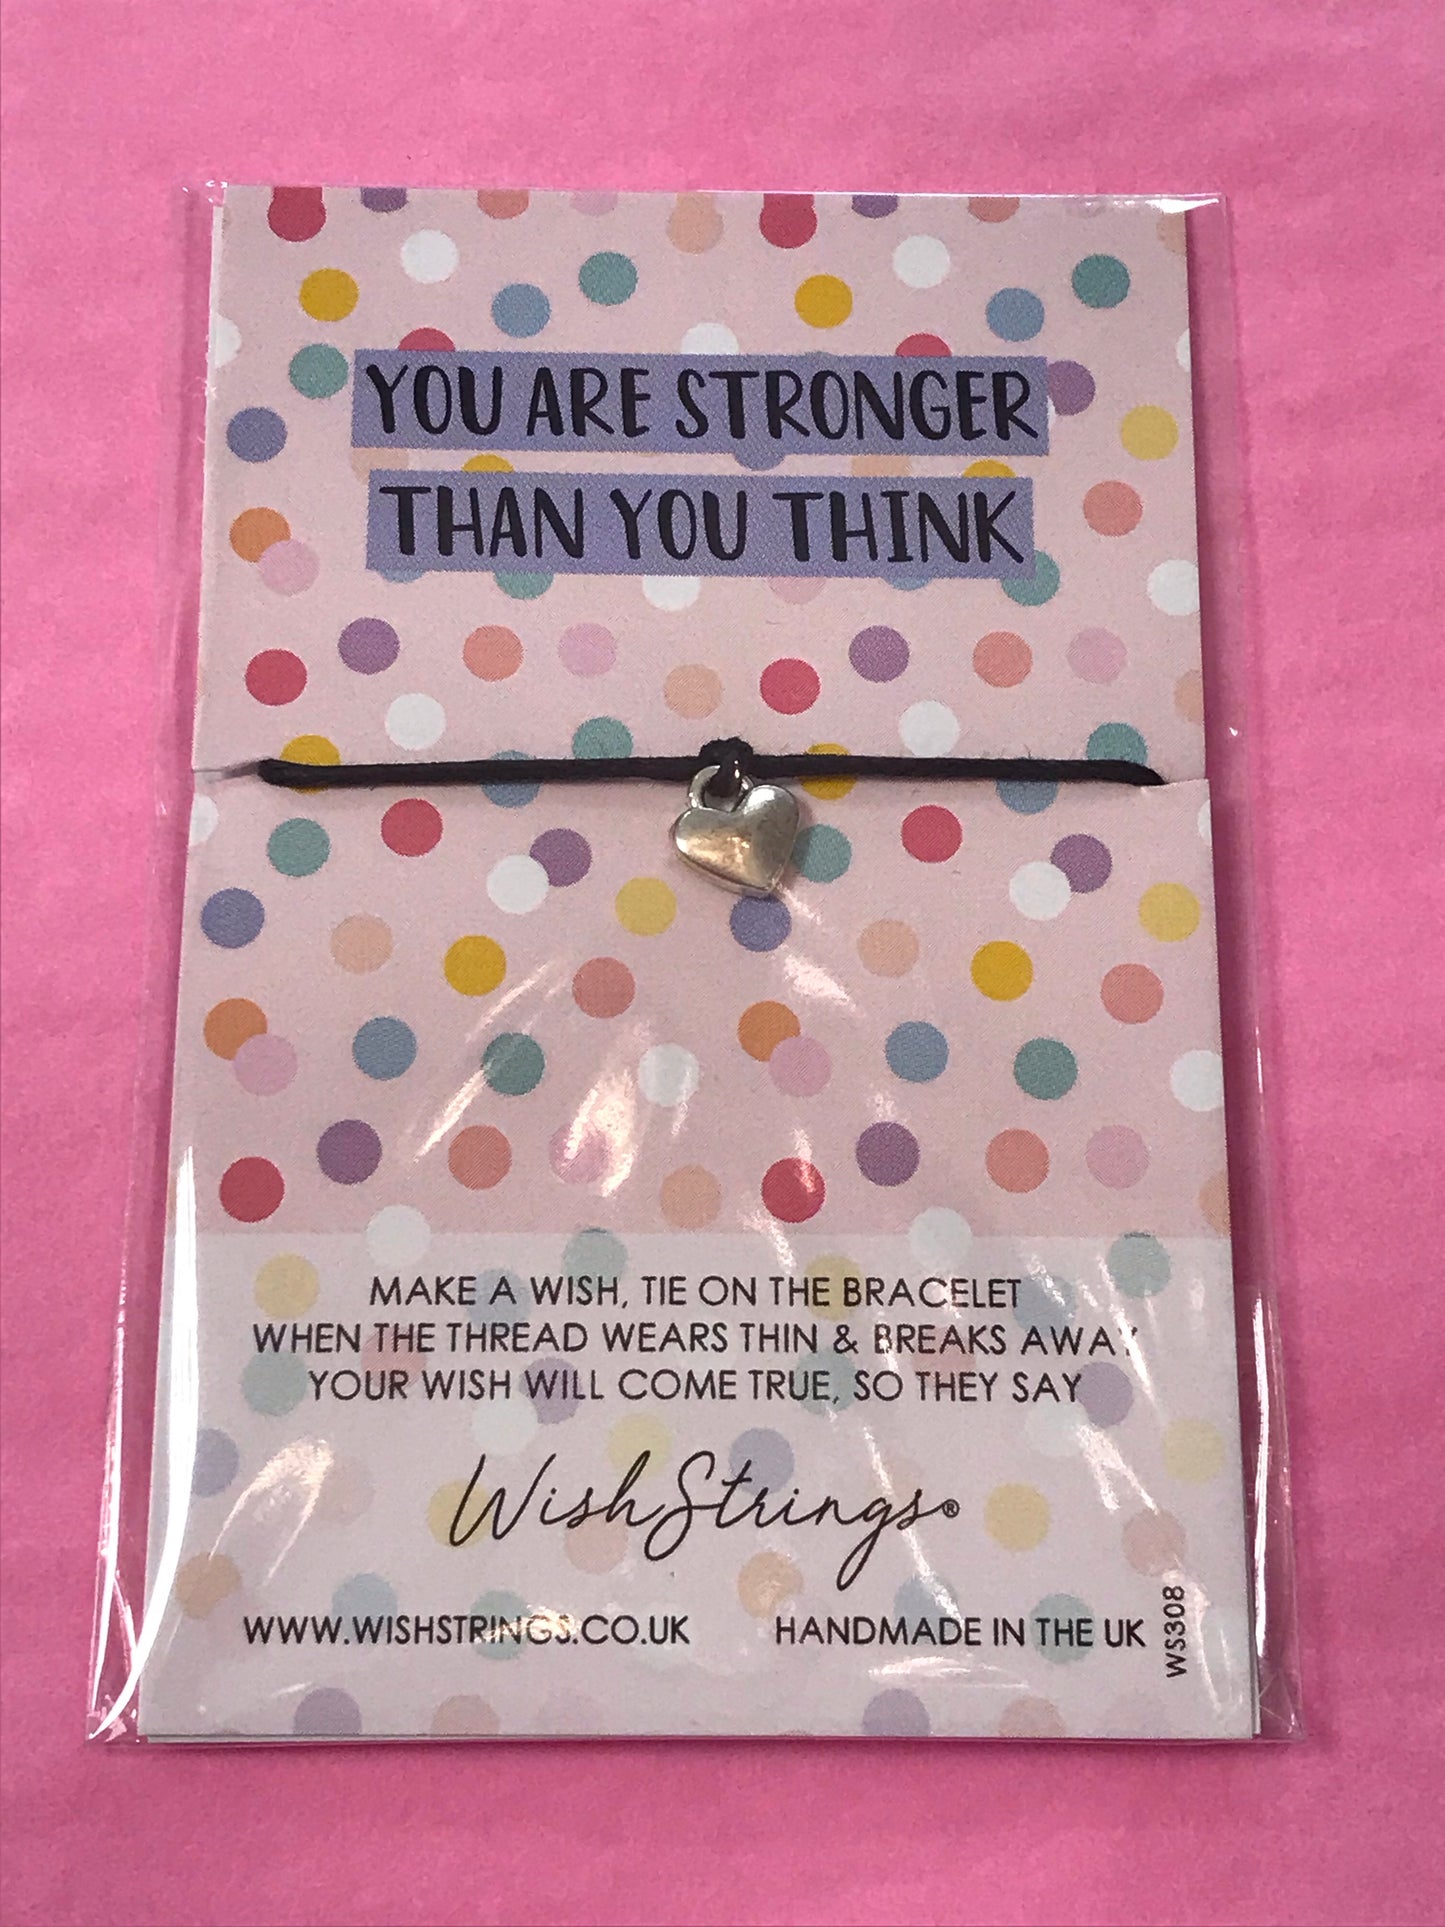 YOU ARE STRONGER
THAN YOU THINK
MAKE A WISH, TIE ON THE BRACELET
WHEN THE THREAD WEARS THIN & BREAKS AWAY
YOUR WISH WILL COME TRUE, SO THEY SAY
WishStrings®
WWW.WISHSTRINGS.CO.UK HANDMADE IN THE UK
WS308